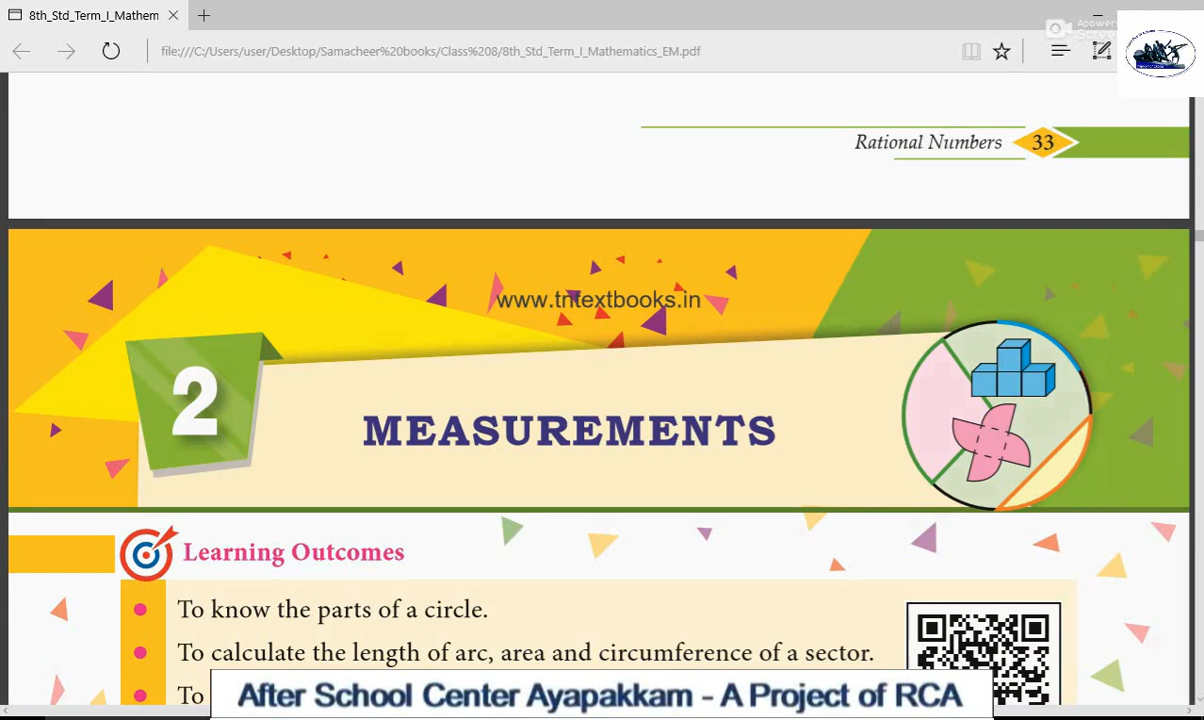 8th_Std_Term_I_Mathem
file:///C:/Users/user/Desktop/Samacheer%20books/Class%208/8th_Std_Term_I_Mathematics_EM.pdf
Rational Numbers 33
www.tntextbooks.in
2
MEASUREMENTS
Learning Outcomes
To know the parts of a circle.
To calculate the length of arc, area and circumference of a sector.
To
After School Center Ayapakkam - A Project of RCA